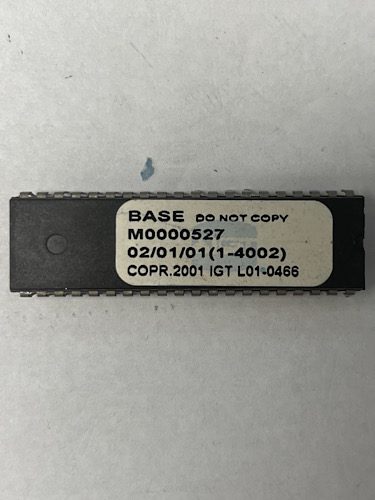 BASE DO NOT COPY
M0000527
02/01/01(1-4002)
COPR.2001 IGT L01-0466